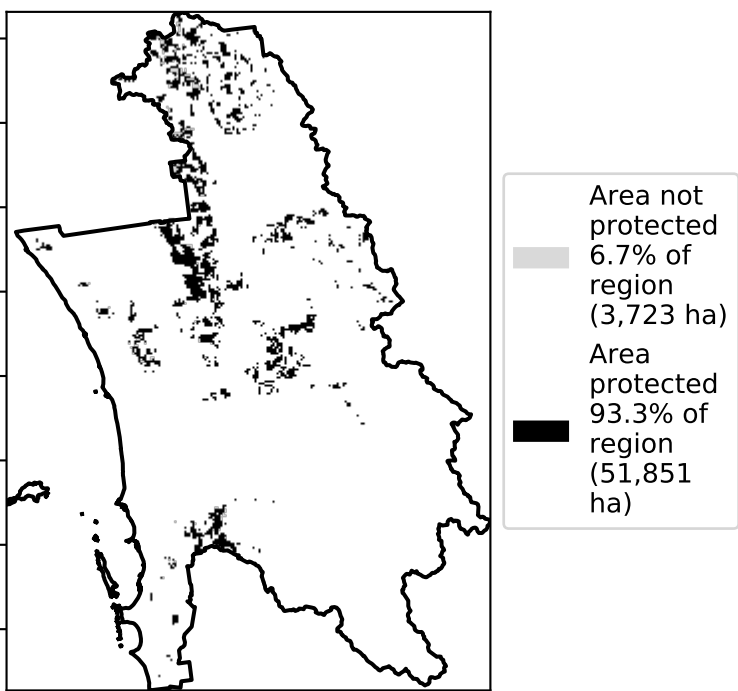 Area not
protected
6.7% of
region
(3,723 ha)
Area
protected
93.3% of
region
(51,851
ha)